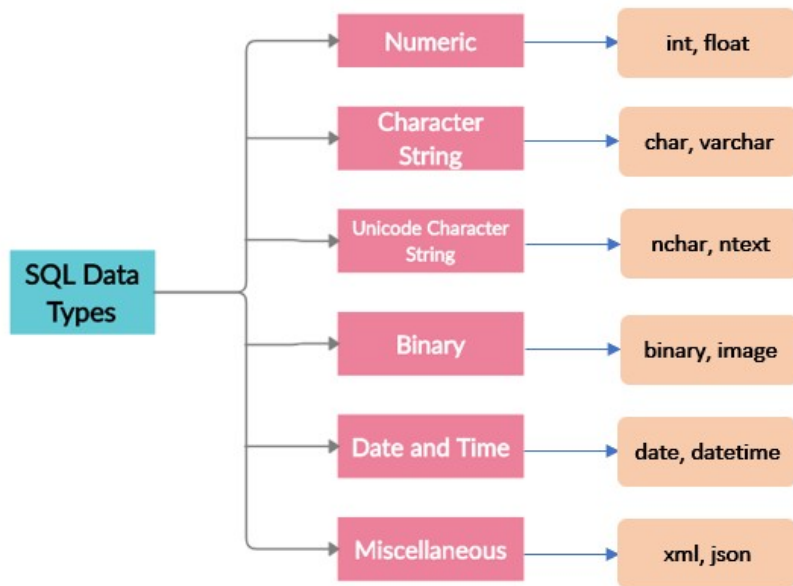 SQL Data
Types
Numeric
int, float
Character
String
char, varchar
Unicode Character
String
nchar, ntext
Binary
binary, image
Date and Time
date, datetime
Miscellaneous
xml, json